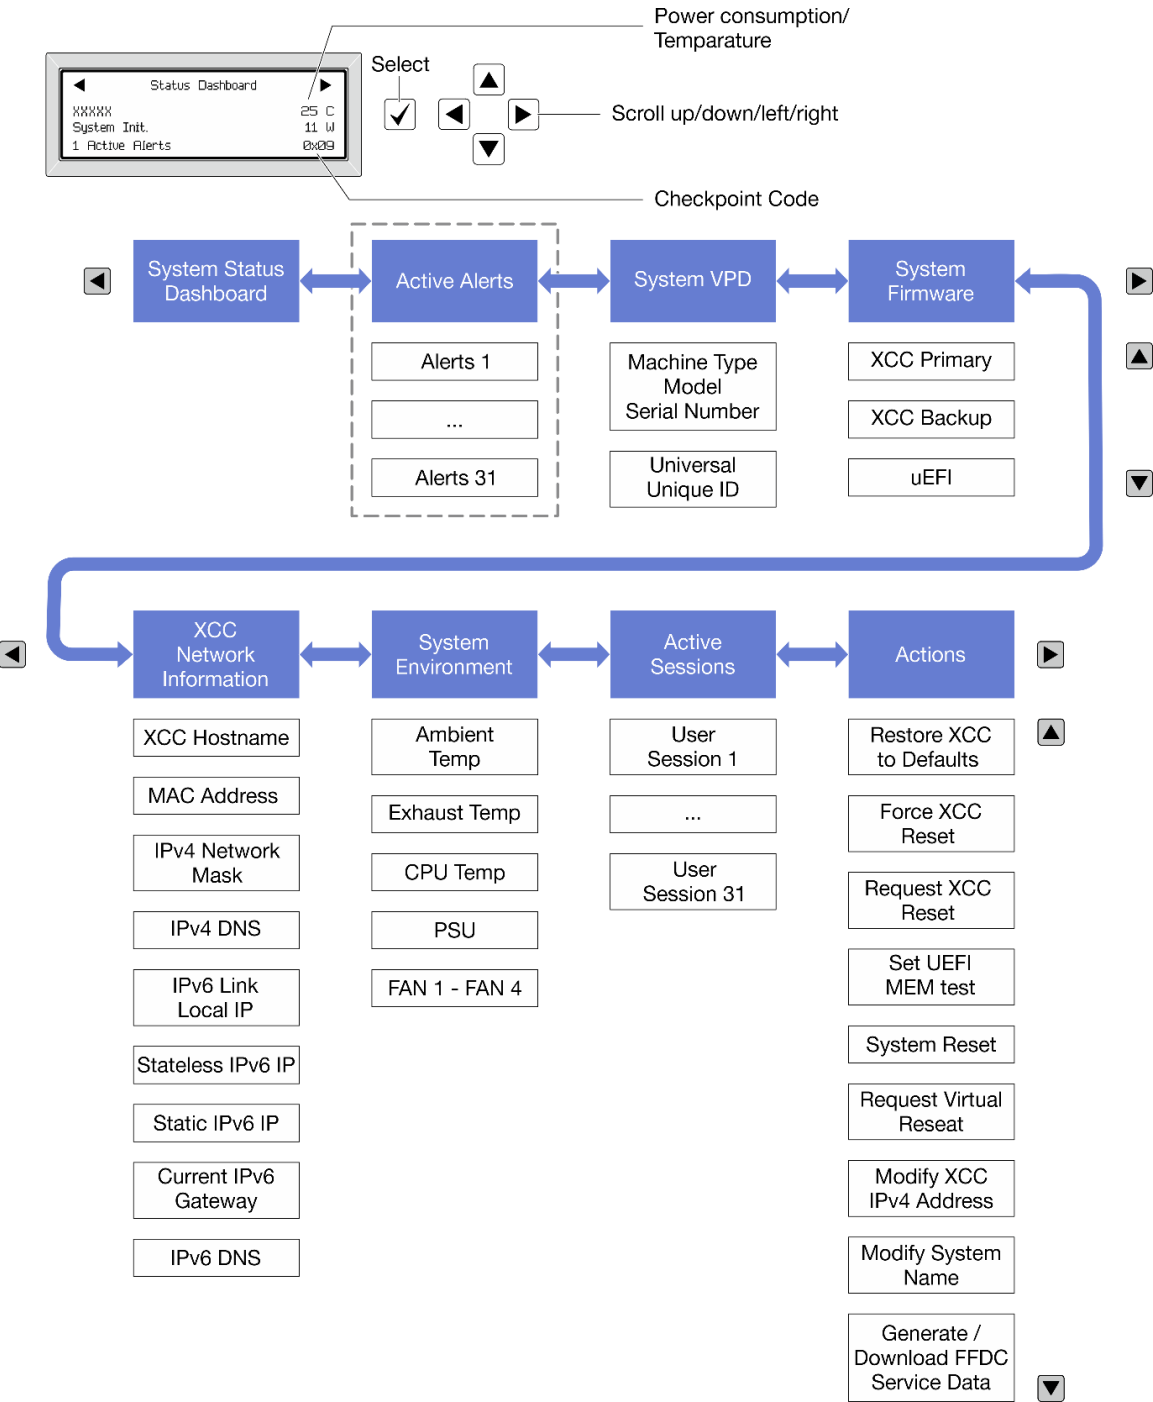 Power consumption/
Temparature
Select
Status Dashboard
XXXXX 25 C
System Init. 11 W
1 Active Alerts 0x09
Scroll up/down/left/right
Checkpoint Code
System Status
Dashboard
Active Alerts
System VPD
System
Firmware
Alerts 1
...
Alerts 31
Machine Type
Model
Serial Number
Universal
Unique ID
XCC Primary
XCC Backup
uEFI
XCC
Network
Information
System
Environment
Active
Sessions
Actions
XCC Hostname
MAC Address
IPv4 Network
Mask
IPv4 DNS
IPv6 Link
Local IP
Stateless IPv6 IP
Static IPv6 IP
Current IPv6
Gateway
IPv6 DNS
Ambient
Temp
Exhaust Temp
CPU Temp
PSU
FAN 1 - FAN 4
User
Session 1
...
User
Session 31
Restore XCC
to Defaults
Force XCC
Reset
Request XCC
Reset
Set UEFI
MEM test
System Reset
Request Virtual
Reseat
Modify XCC
IPv4 Address
Modify System
Name
Generate /
Download FFDC
Service Data